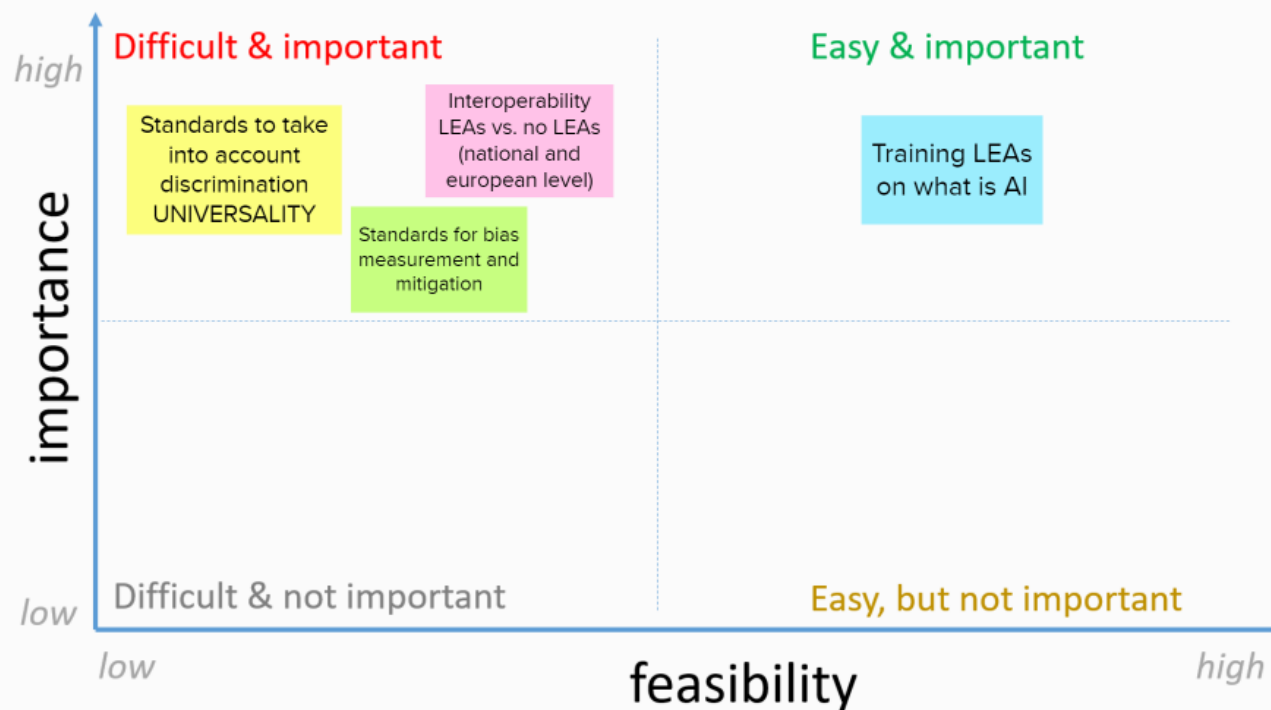 Difficult & important
Easy & important
high
Standards to take
into account
discrimination
UNIVERSALITY
Interoperability
LEAs vs. no LEAs
(national and
european level)
Standards for bias
measurement and
mitigation
Training LEAs
on what is AI
importance
Difficult & not important
Easy, but not important
low
low
feasibility
high